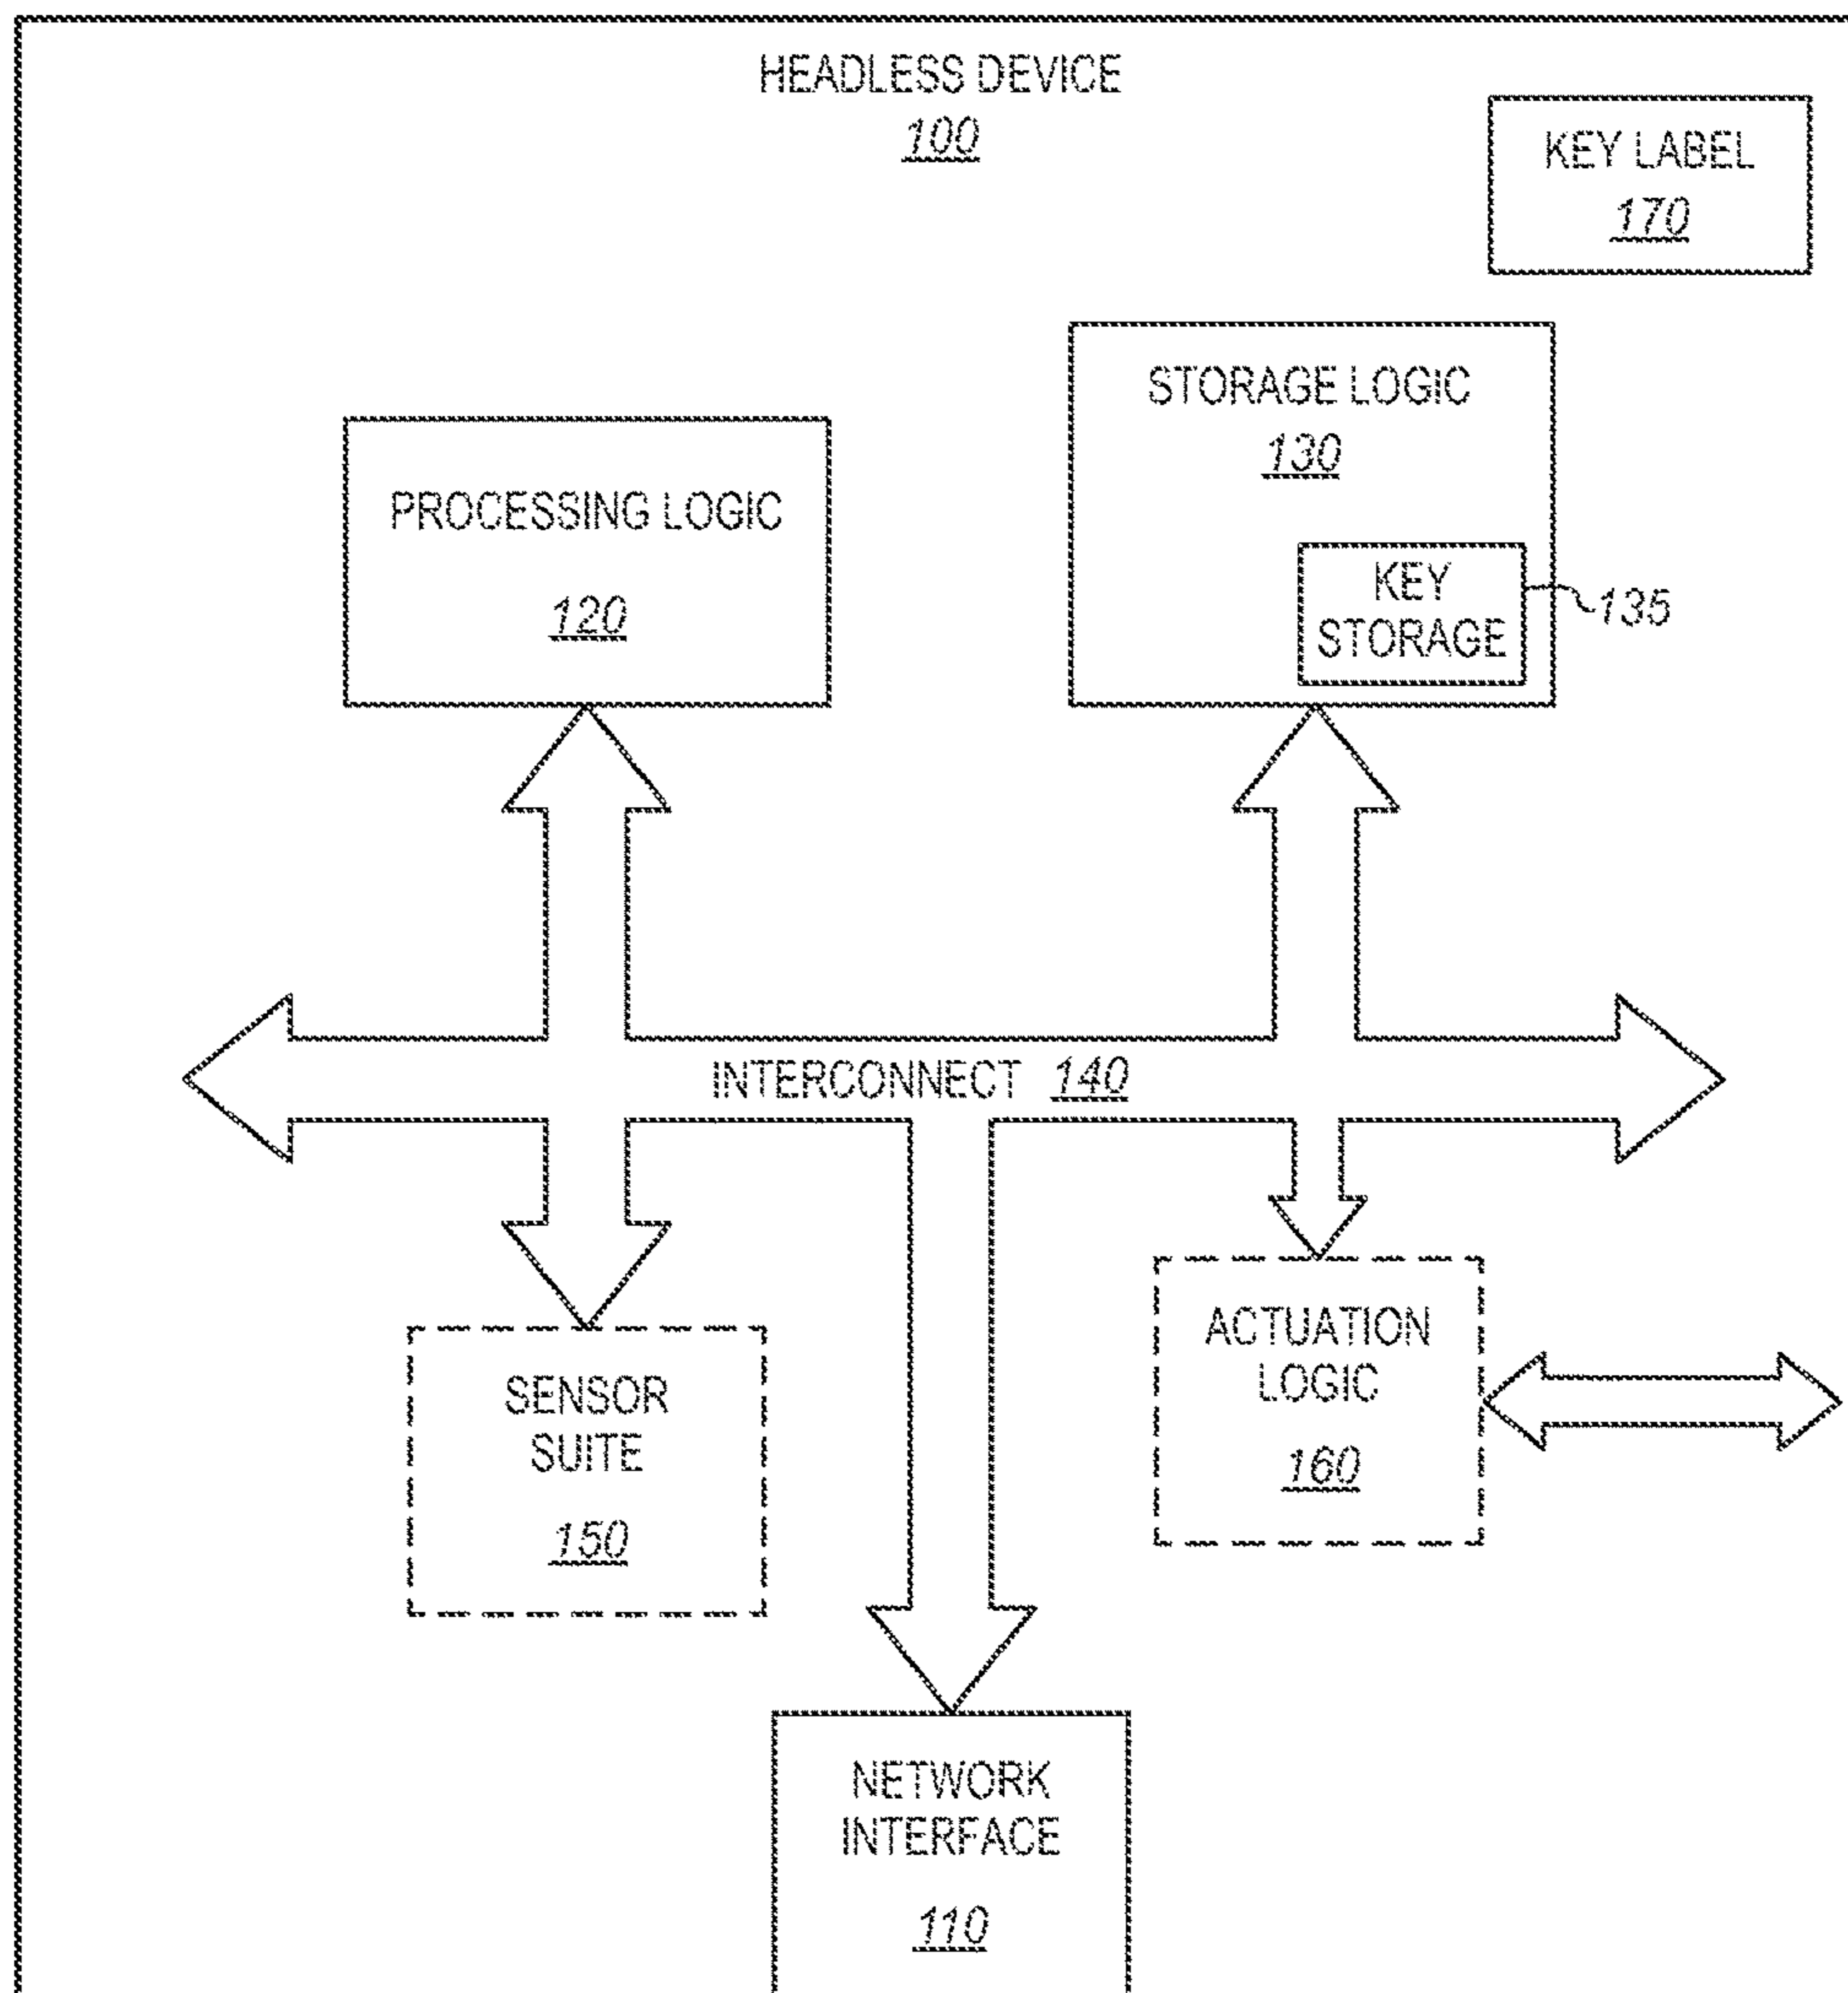 HEADLESS DEVICE
100
KEY LABEL
170
STORAGE LOGIC
130
PROCESSING LOGIC
120
KEY
STORAGE
135
INTERCONNECT 140
ACTUATION
LOGIC
160
SENSOR
SUITE
150
NETWORK
INTERFACE
110